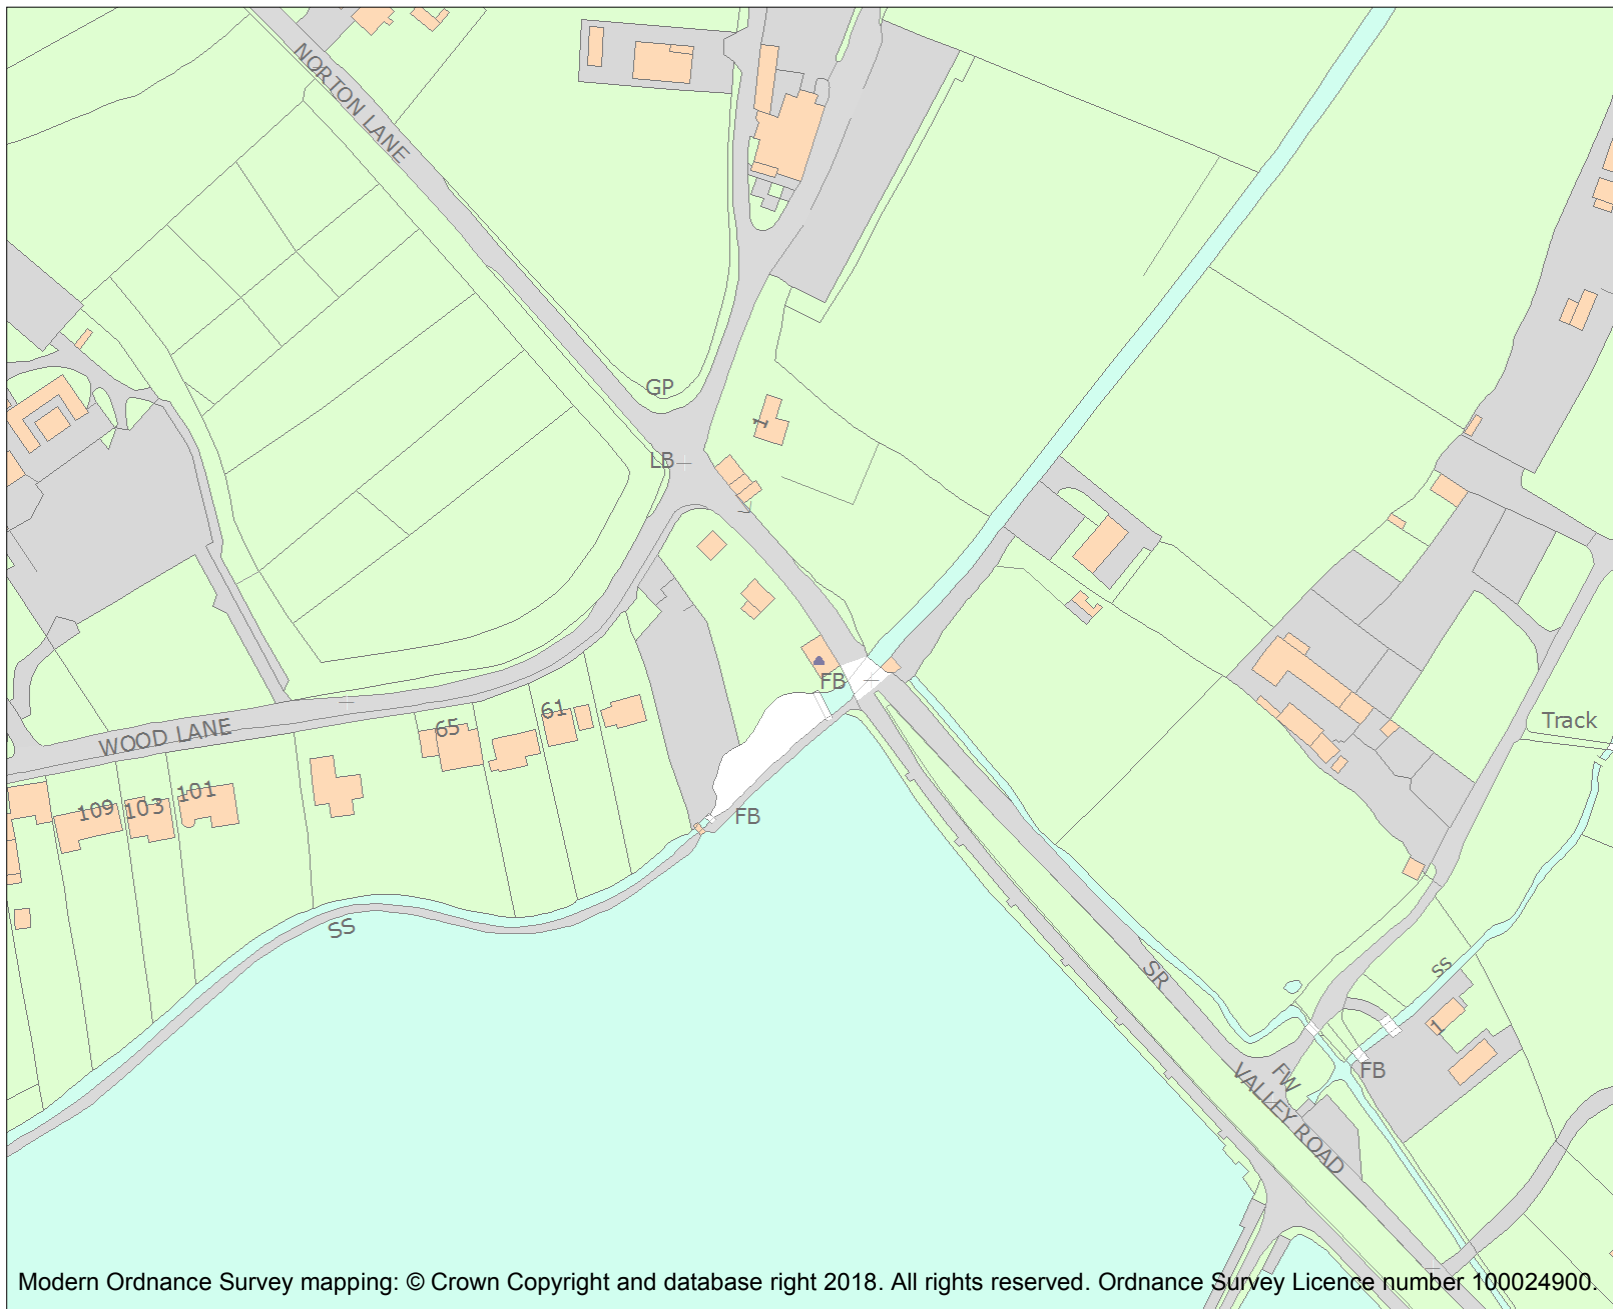 NORTON LANE
GP
1
LB
FB
Track
65
61
WOOD LANE
109
103
101
FB
SS
SR
SS
1
FB
FW
VALLEY ROAD
Modern Ordnance Survey mapping: © Crown Copyright and database right 2018. All rights reserved. Ordnance Survey Licence number 100024900.